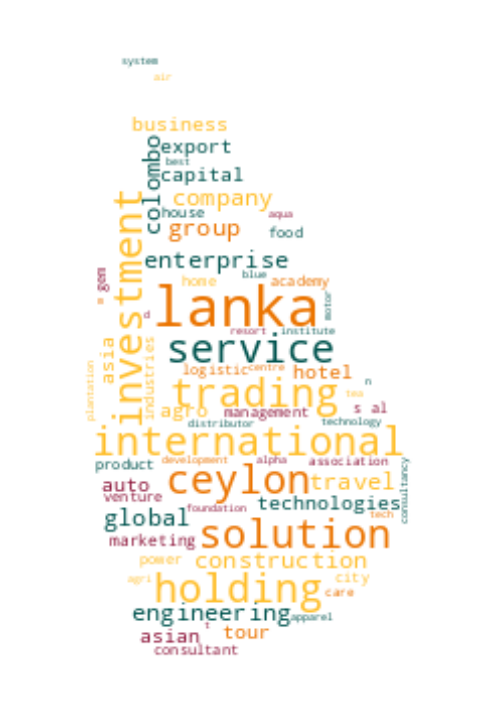 system
air
business
colombo
export
best
capital
investment
company
house
aqua
group
food
enterprise
blue
gem
home
academy
lanka
motor
d
resort institute
service
asia
industries
plantation
logistic centre hotel
n
trading
tea
agro management s al
distributor technology
international
product development alpha association
consultancy
auto ceylon travel
venture
foundation technologies
global tech
marketing solution
power construction
agri holding city
care
engineering apparel
t
asian tour
consultant